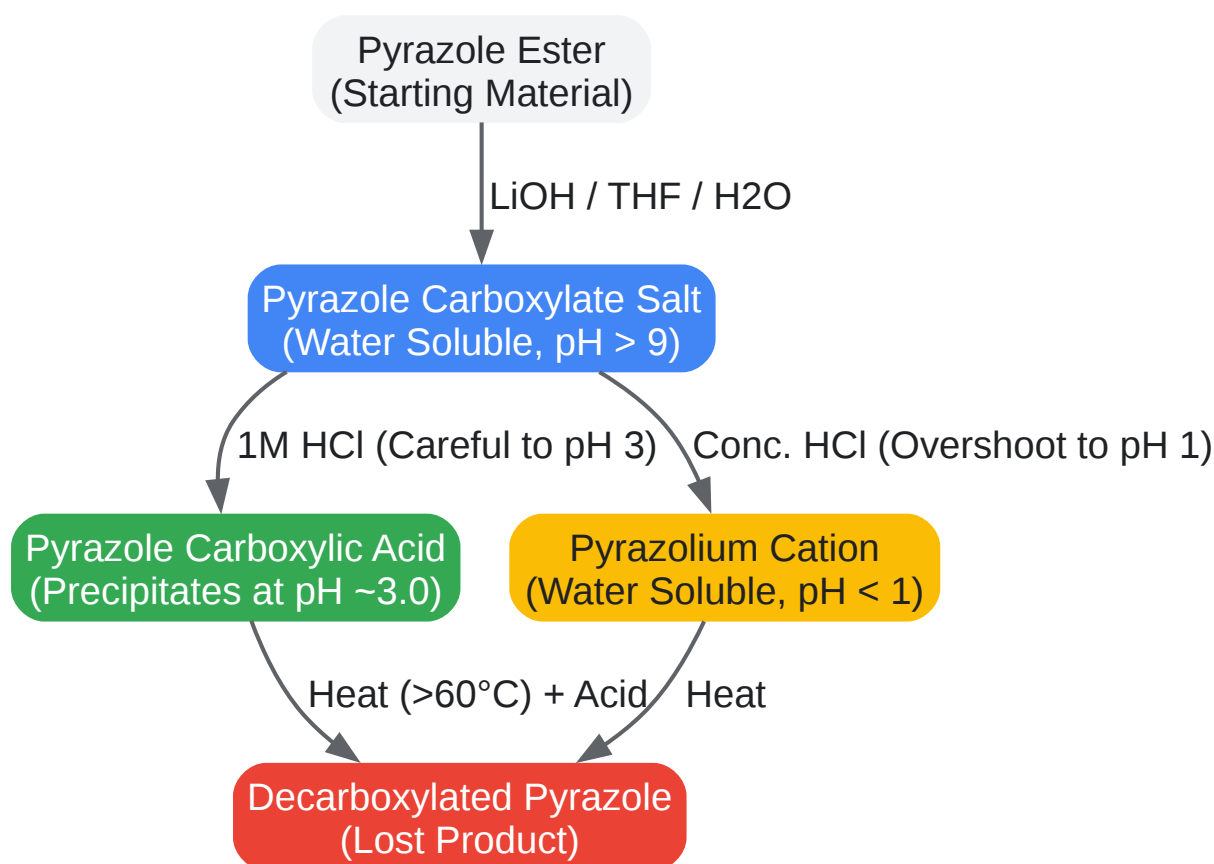 Pyrazole Ester
(Starting Material)
LiOH / THF / H2O
Pyrazole Carboxylate Salt
(Water Soluble, pH > 9)
1M HCl (Careful to pH 3)
Conc. HCl (Overshoot to pH 1)
Pyrazole Carboxylic Acid
(Precipitates at pH ~3.0)
Pyrazolium Cation
(Water Soluble, pH < 1)
Heat (>60°C) + Acid
Heat
Decarboxylated Pyrazole
(Lost Product)